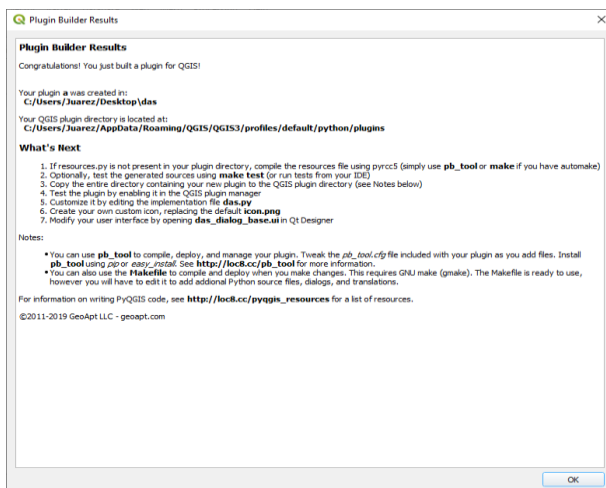 Plugin Builder Results
Plugin Builder Results
Congratulations! You just built a plugin for QGIS!
Your plugin a was created in:
C:/Users/Juarez/Desktop\das
Your QGIS plugin directory is located at:
C:/Users/Juarez/AppData/Roaming/QGIS/QGIS3/profiles/default/python/plugins
What's Next
1. If resources.py is not present in your plugin directory, compile the resources file using pyrcc5 (simply use pb_tool or make if you have automake)
2. Optionally, test the generated sources using make test (or run tests from your IDE)
3. Copy the entire directory containing your new plugin to the QGIS plugin directory (see Notes below)
4. Test the plugin by enabling it in the QGIS plugin manager
5. Customize it by editing the implementation file das.py
6. Create your own custom icon, replacing the default icon.png
7. Modify your user interface by opening das_dialog_base.ui in Qt Designer
Notes:
• You can use pb_tool to compile, deploy, and manage your plugin. Tweak the pb_tool.cfg file included with your plugin as you add files. Install
pb_tool using pip or easy_install. See http://loc8.cc/pb_tool for more information.
• You can also use the Makefile to compile and deploy when you make changes. This requires GNU make (gmake). The Makefile is ready to use,
however you will have to edit it to add addional Python source files, dialogs, and translations.
For information on writing PyQGIS code, see http://loc8.cc/pyqgis_resources for a list of resources.
©2011-2019 GeoApt LLC - geoapt.com
OK